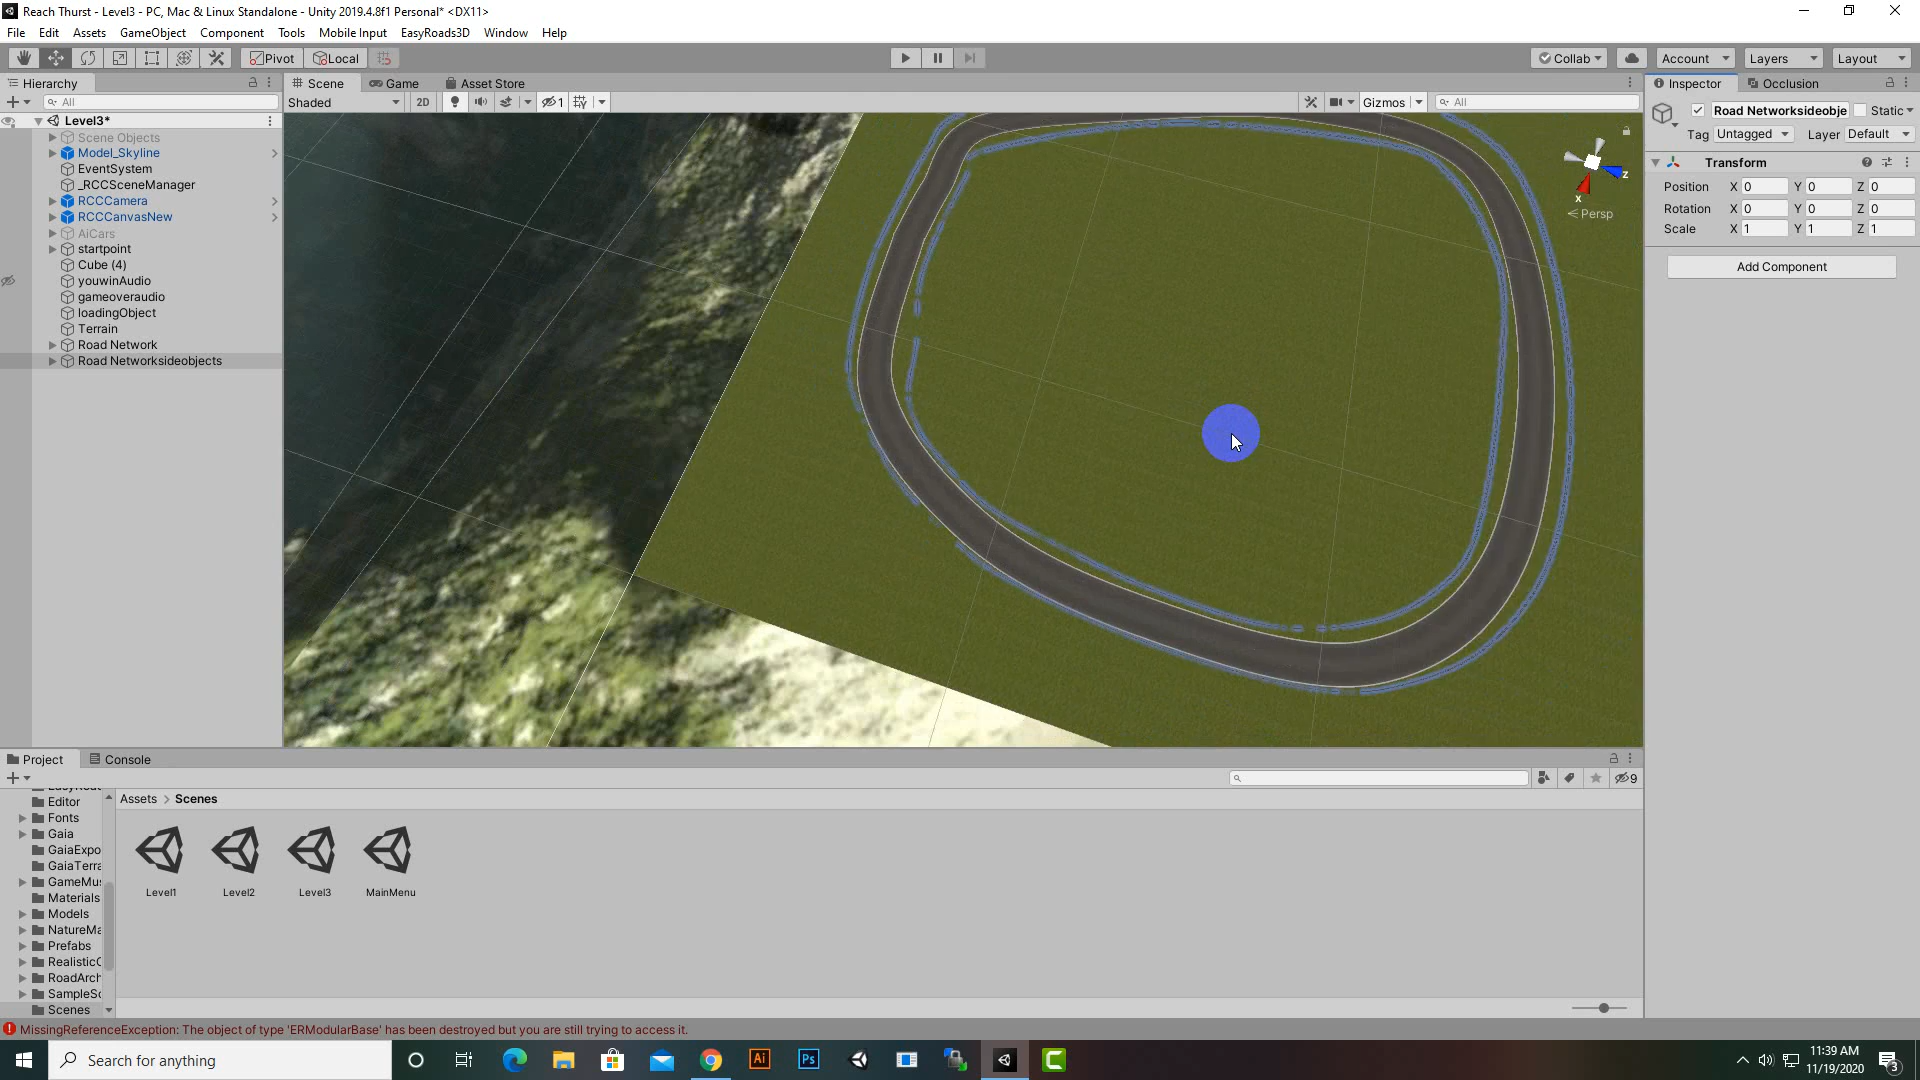 Reach Thurst - Level3 - PC, Mac & Linux Standalone - Unity 2019.4.8f1 Personal* <DX11>
File Edit Assets GameObject Component Tools Mobile Input EasyRoads3D Window Help
Pivot Local Collab Account Layers Layout
Hierarchy Scene Game Asset Store Inspector Occlusion
All Shaded 2D 1 Gizmos All
Road Networksideobje Static
Tag Untagged Layer Default
Level3*
Scene Objects
Model_Skyline
EventSystem
_RCCSceneManager
RCCCamera
RCCCanvasNew
AiCars
startpoint
Cube (4)
youwinAudio
gameoveraudio
loadingObject
Terrain
Road Network
Road Networksideobjects
z
x
Persp
Transform
Position X 0 Y 0 Z 0
Rotation X 0 Y 0 Z 0
Scale X 1 Y 1 Z 1
Add Component
Project Console
9
Editor
Fonts
Gaia
GaiaExpo
GaiaTerra
GameMus
Materials
Models
NatureMa
Prefabs
RealisticC
RoadArch
SampleSc
Scenes
Assets > Scenes
Level1 Level2 Level3 MainMenu
MissingReferenceException: The object of type 'ERModularBase' has been destroyed but you are still trying to access it.
Search for anything
Ai
Ps
11:39 AM
11/19/2020
3